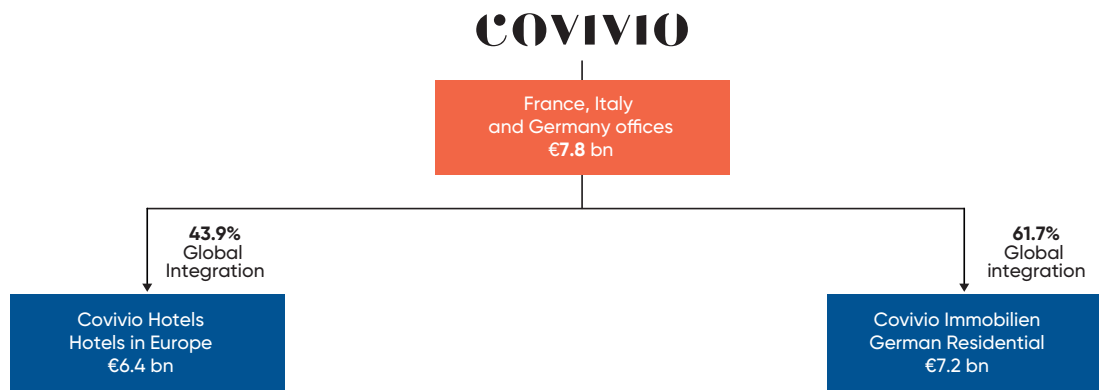 COVIVIO
France, Italy
and Germany offices
€7.8 bn
43.9%
Global
Integration
61.7%
Global
integration
Covivio Hotels
Hotels in Europe
€6.4 bn
Covivio Immobilien
German Residential
€7.2 bn